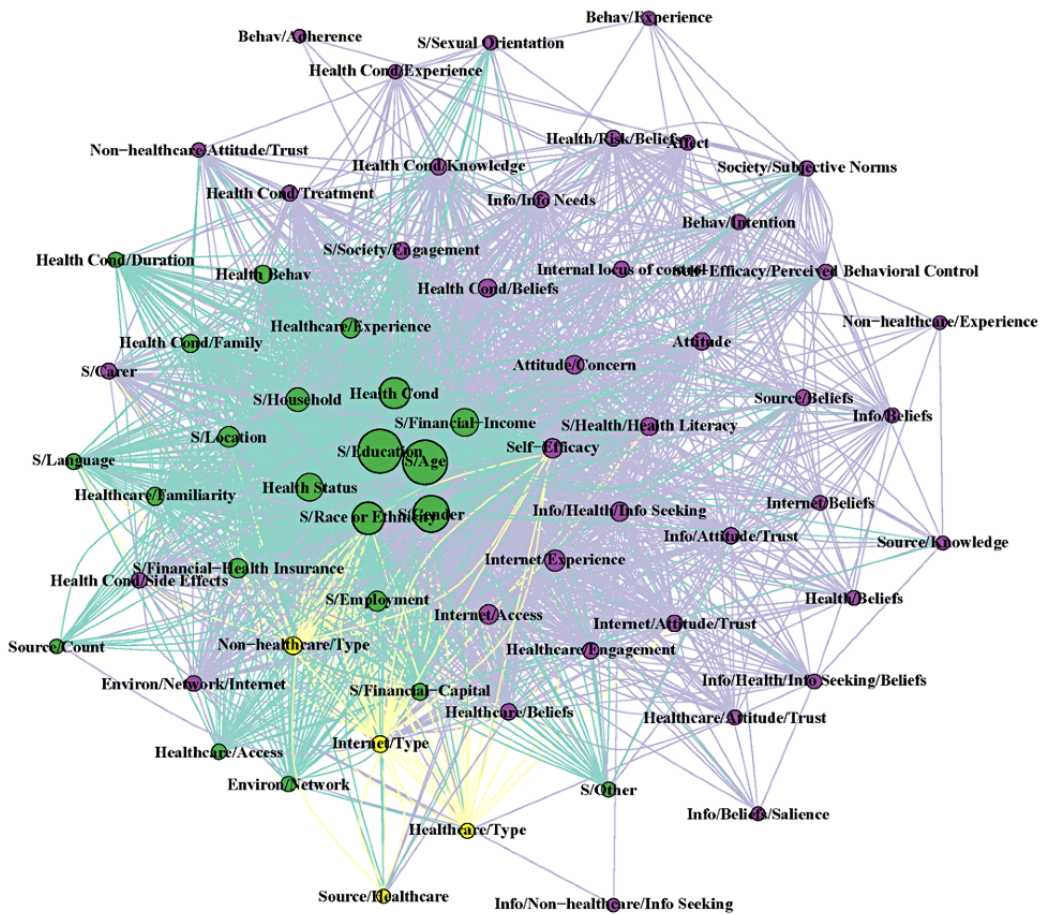 Behav/Experience
Behav/Adherence
S/Sexual Orientation
Health Cond/Experience
Health/Risk/Beliefs
Affect
Non-healthcare/Attitude/Trust
Health Cond/Knowledge
Society/Subjective Norms
Health Cond/Treatment
Info/Info Needs
Behav/Intention
S/Society/Engagement
Health Cond/Duration
Health Behav
Internal locus of control
Self-Efficacy/Perceived Behavioral Control
Health Cond/Beliefs
Healthcare/Experience
Non-healthcare/Experience
Health Cond/Family
Attitude
Attitude/Concern
S/Carer
Health Cond
S/Household
Source/Beliefs
Info/Beliefs
S/Financial-Income
S/Health/Health Literacy
S/Location
Self-Efficacy
S/Education
S/Age
S/Language
Health Status
Healthcare/Familiarity
Internet/Beliefs
Info/Health/Info Seeking
S/Race or Ethnicity
S/Gender
Info/Attitude/Trust
Source/Knowledge
Internet/Experience
S/Financial-Health Insurance
Health Cond/Side Effects
S/Employment
Health/Beliefs
Internet/Access
Internet/Attitude/Trust
Source/Count
Non-healthcare/Type
Healthcare/Engagement
Environ/Network/Internet
Info/Health/Info Seeking/Beliefs
S/Financial-Capital
Healthcare/Beliefs
Healthcare/Attitude/Trust
Internet/Type
Healthcare/Access
Environ/Network
S/Other
Info/Beliefs/Salience
Healthcare/Type
Source/Healthcare
Info/Non-healthcare/Info Seeking